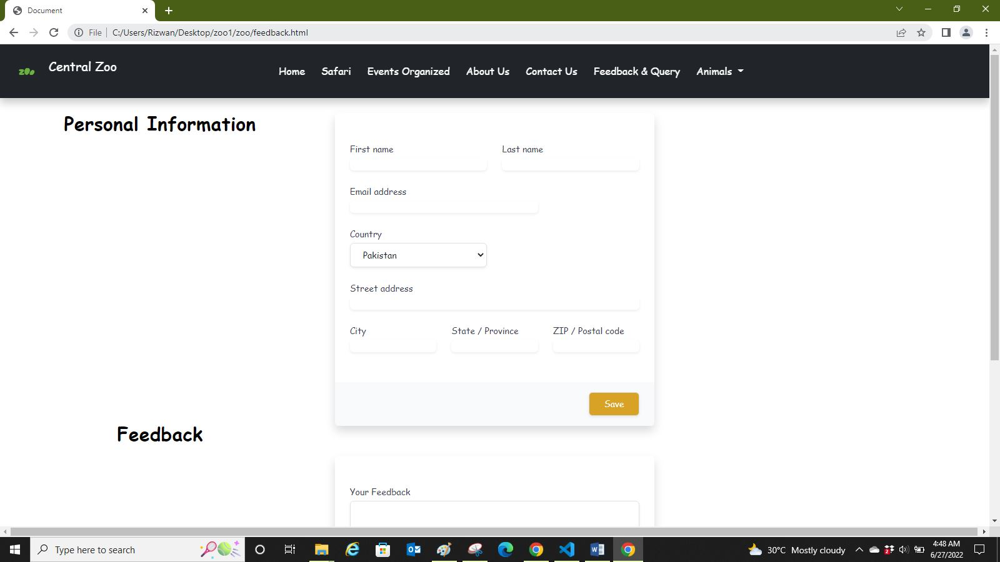 Document
File
C:/Users/Rizwan/Desktop/zoo1/zoo/feedback.html
zoo Central Zoo
Home Safari Events Organized About Us Contact Us Feedback & Query Animals
Personal Information
First name Last name
Email address
Country
Pakistan
Street address
City State / Province ZIP / Postal code
Save
Feedback
Your Feedback
Type here to search
2
30°C Mostly cloudy
4:48 AM
6/27/2022